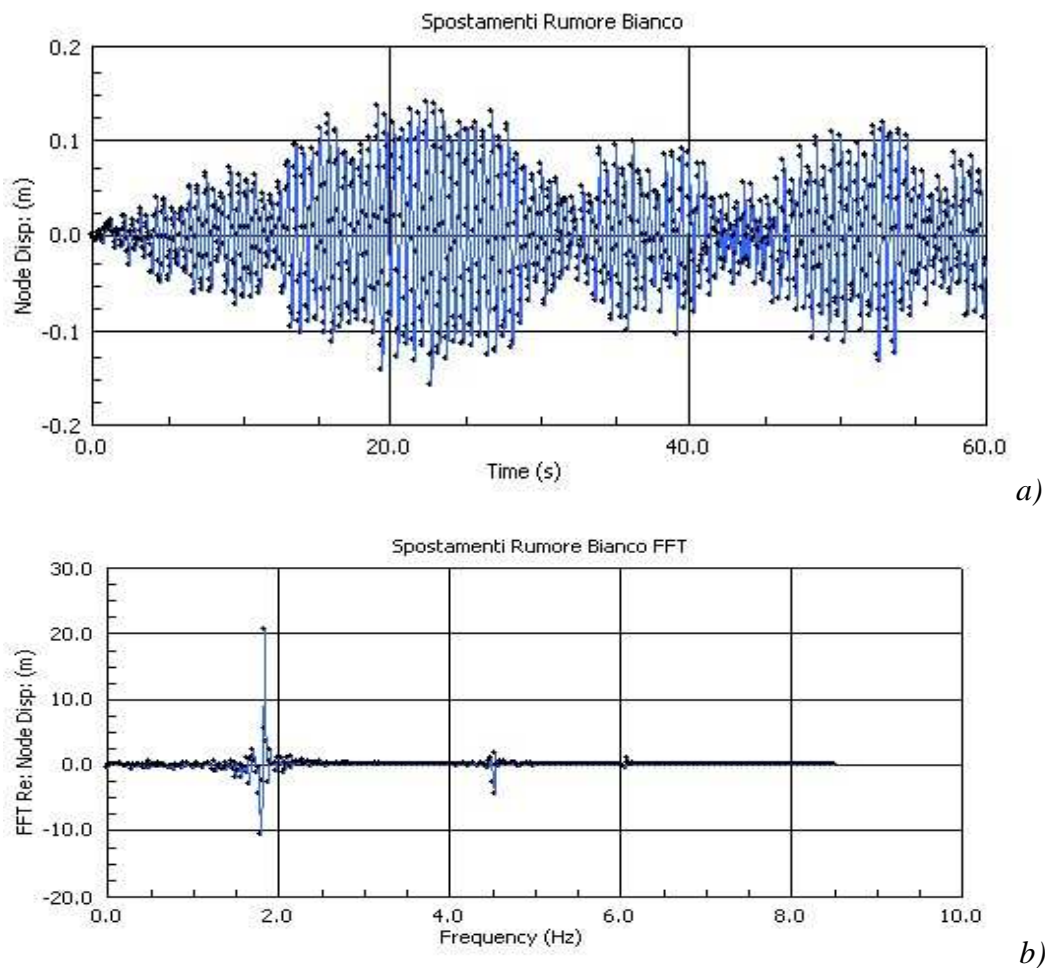 Spostamenti Rumore Bianco
Node Disp: (m)
0.2
0.1
0.0
-0.1
-0.2
0.0 20.0 40.0 60.0
Time (s)
a)
Spostamenti Rumore Bianco FFT
FFT Re: Node Disp: (m)
30.0
20.0
10.0
0.0
-10.0
-20.0
0.0 2.0 4.0 6.0 8.0 10.0
Frequency (Hz)
b)